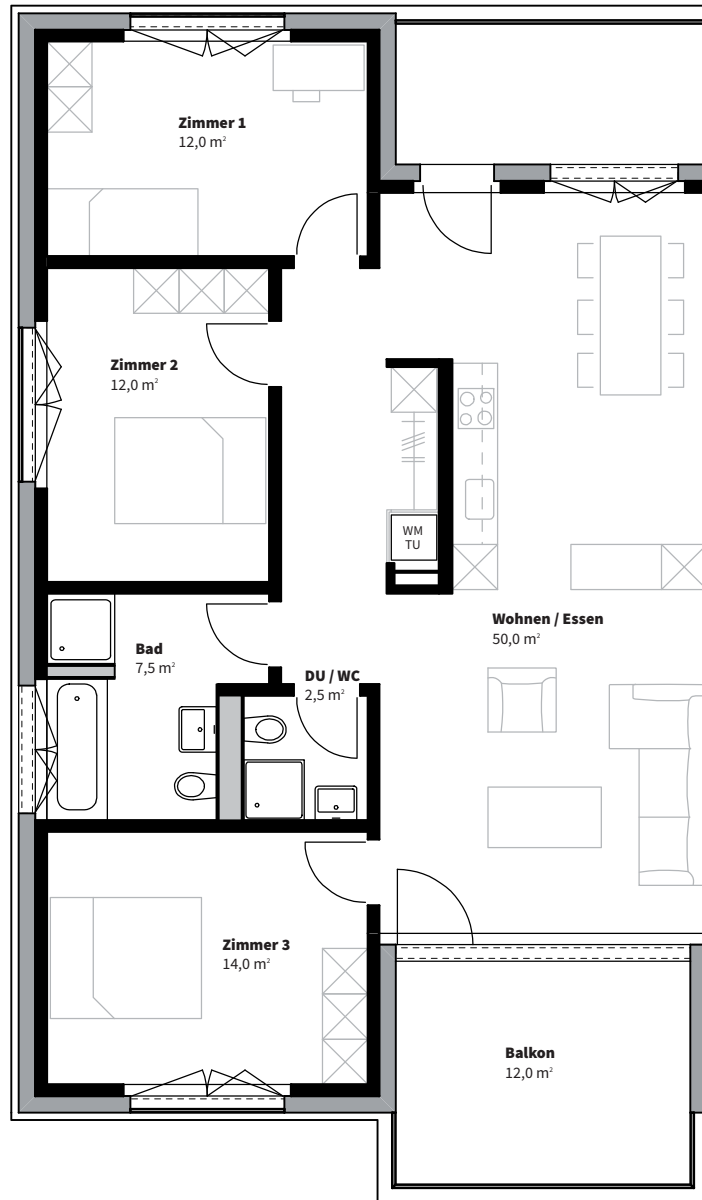 Zimmer 1
12,0 m²
Zimmer 2
12,0 m²
WM
TU
Wohnen / Essen
50,0 m²
Bad
7,5 m²
DU / WC
2,5 m²
Zimmer 3
14,0 m²
Balkon
12,0 m²